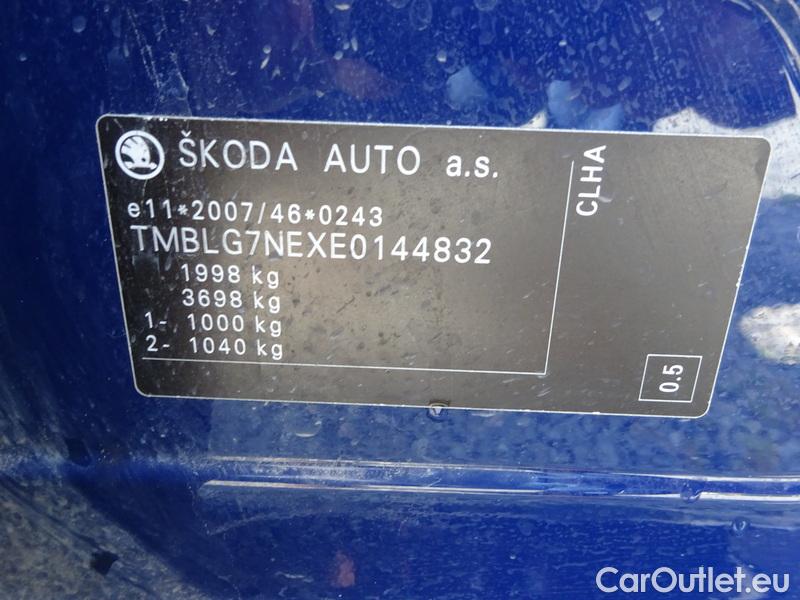 ŠKODA AUTO a.s.
e11*2007/46*0243
TMBLG7NEXE0144832
1998 kg
3698 kg
1- 1000 kg
2- 1040 kg
CLHA
0.5
CarOutlet.eu